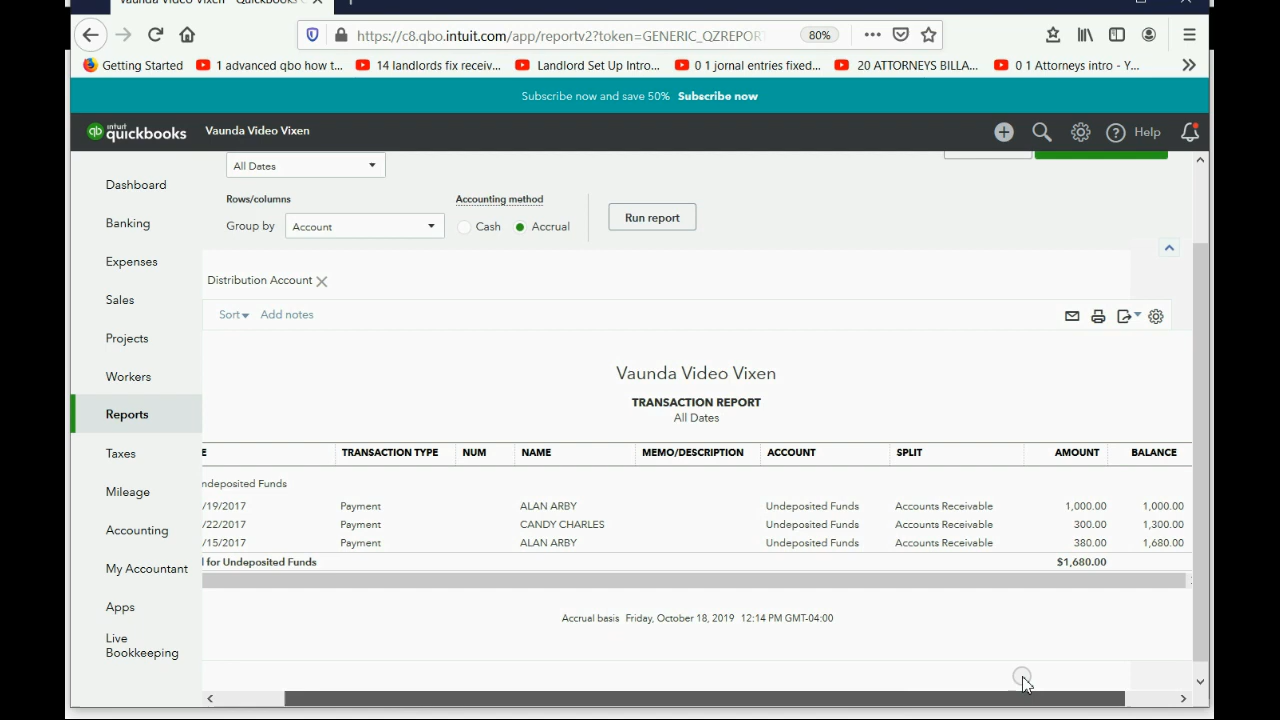 Vaunda Video Vixen - QuickBooks
https://c8.qbo.intuit.com/app/reportv2?token=GENERIC_QZREPOR
80%
Getting Started
1 advanced qbo how t...
14 landlords fix receiv...
Landlord Set Up Intro...
0 1 jornal entries fixed...
20 ATTORNEYS BILLA...
0 1 Attorneys intro - Y...
Subscribe now and save 50% Subscribe now
qb intuit quickbooks
Vaunda Video Vixen
Help
Dashboard
Banking
Expenses
Sales
Projects
Workers
Reports
Taxes
Mileage
Accounting
My Accountant
Apps
Live
Bookkeeping
All Dates
Rows/columns
Accounting method
Group by Account
Cash Accrual
Run report
Distribution Account
Sort Add notes
Vaunda Video Vixen
TRANSACTION REPORT
All Dates
E TRANSACTION TYPE NUM NAME MEMO/DESCRIPTION ACCOUNT SPLIT AMOUNT BALANCE
ndeposited Funds
/19/2017 Payment ALAN ARBY Undeposited Funds Accounts Receivable 1,000.00 1,000.00
/22/2017 Payment CANDY CHARLES Undeposited Funds Accounts Receivable 300.00 1,300.00
/15/2017 Payment ALAN ARBY Undeposited Funds Accounts Receivable 380.00 1,680.00
l for Undeposited Funds $1,680.00
Accrual basis Friday, October 18, 2019 12:14 PM GMT-04:00